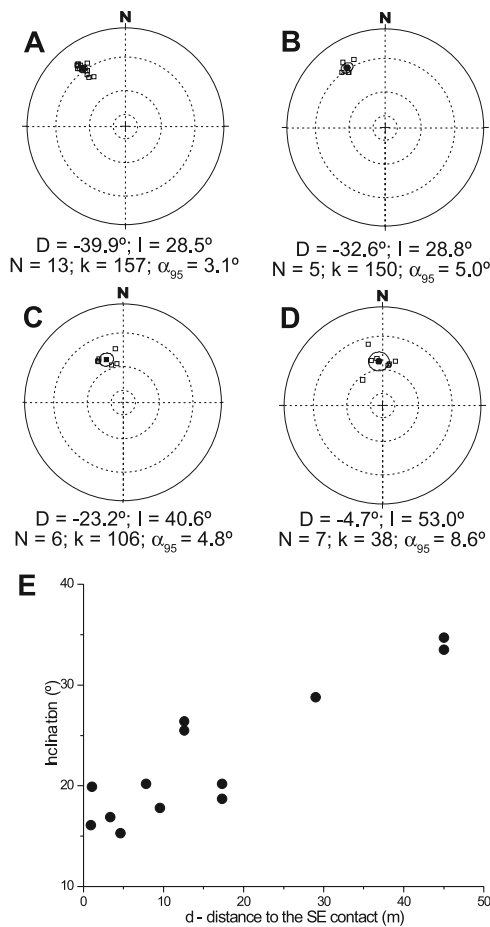 A
N
D = -39.9º; I = 28.5º
N = 13; k = 157; α95 = 3.1º
B
N
D = -32.6º; I = 28.8º
N = 5; k = 150; α95 = 5.0º
C
N
D = -23.2º; I = 40.6º
N = 6; k = 106; α95 = 4.8º
D
N
D = -4.7º; I = 53.0º
N = 7; k = 38; α95 = 8.6º
E
40
30
20
10
Inclination (º)
0
10
20
30
40
50
d - distance to the SE contact (m)